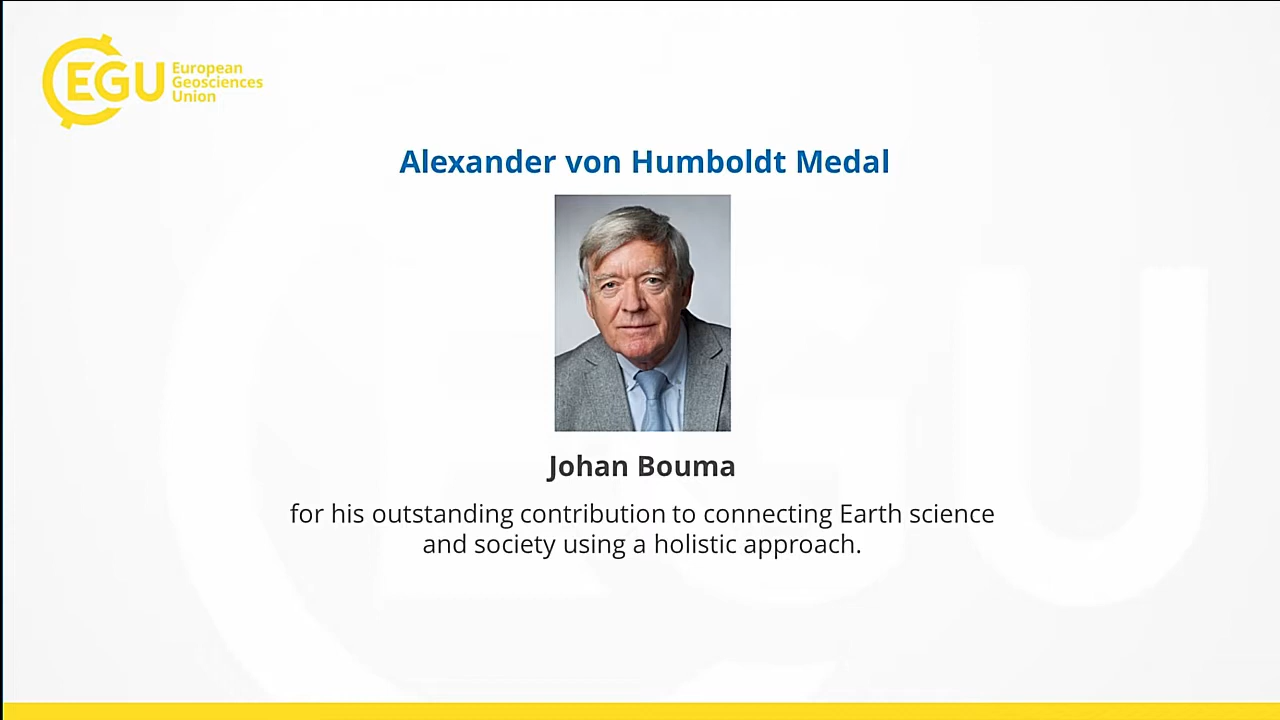 EGU
European
Geosciences
Union
Alexander von Humboldt Medal
Johan Bouma
for his outstanding contribution to connecting Earth science
and society using a holistic approach.